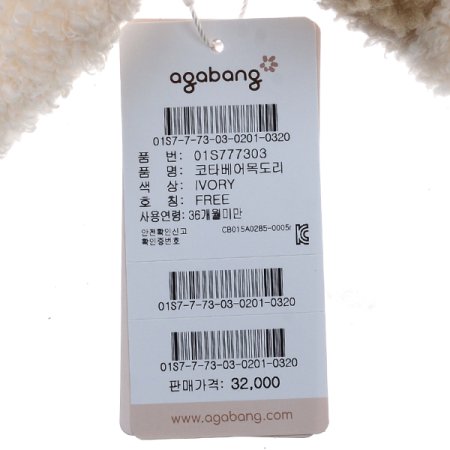 agabang
01S7-7-73-03-0201-0320
품 번: 01S777303
품 명: 코타베어목도리
색 상: IVORY
호 칭: FREE
사용연령: 36개월미만
안전확인신고
확인증번호 CB015A0285-0005
01S7-7-73-03-0201-0320
01S7-7-73-03-0201-0320
판매가격: 32,000
www.agabang.com